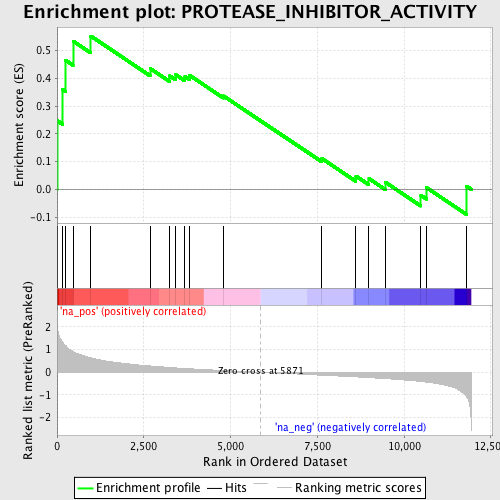 Enrichment plot: PROTEASE_INHIBITOR_ACTIVITY
Enrichment score (ES)
0.5
0.4
0.3
0.2
0.1
0.0
-0.1
'na_pos' (positively correlated)
Ranked list metric (PreRanked)
2
1
0
-1
-2
Zero cross at 5871
'na_neg' (negatively correlated)
0 2,500 5,000 7,500 10,000 12,500
Rank in Ordered Dataset
Enrichment profile Hits Ranking metric scores